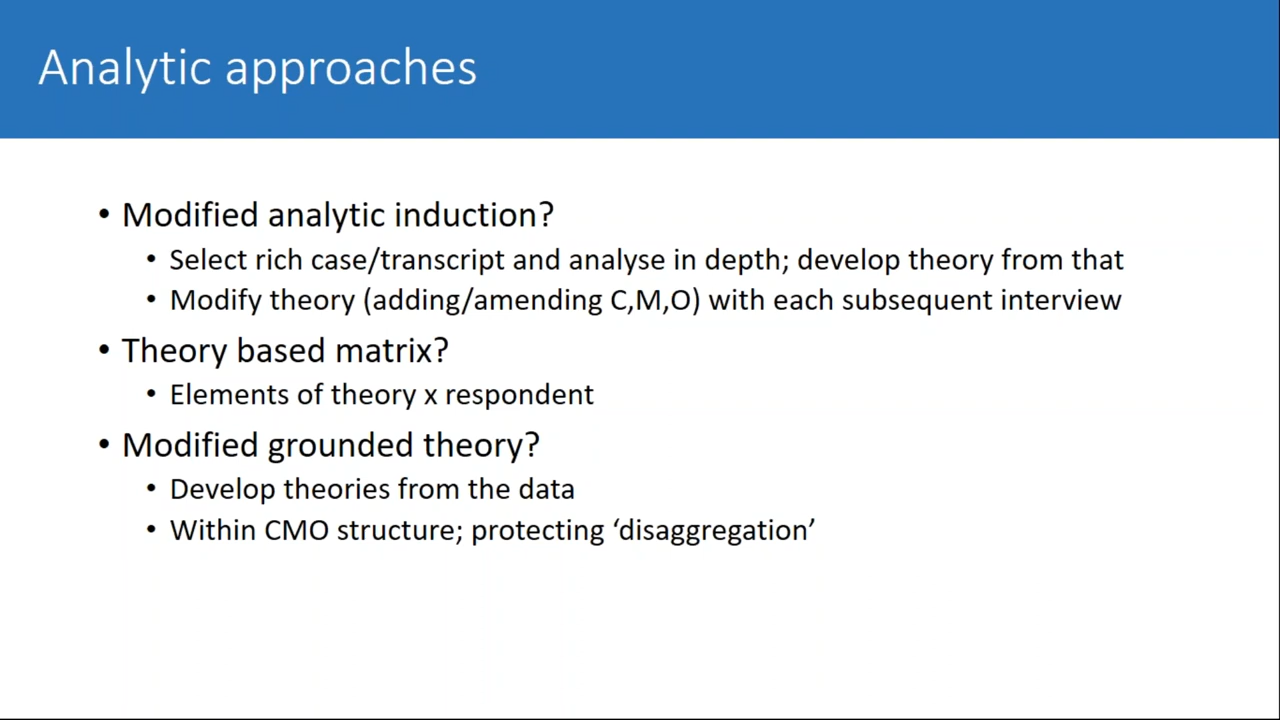 Analytic approaches
• Modified analytic induction?
• Select rich case/transcript and analyse in depth; develop theory from that
• Modify theory (adding/amending C,M,O) with each subsequent interview
• Theory based matrix?
• Elements of theory x respondent
• Modified grounded theory?
• Develop theories from the data
• Within CMO structure; protecting ‘disaggregation’